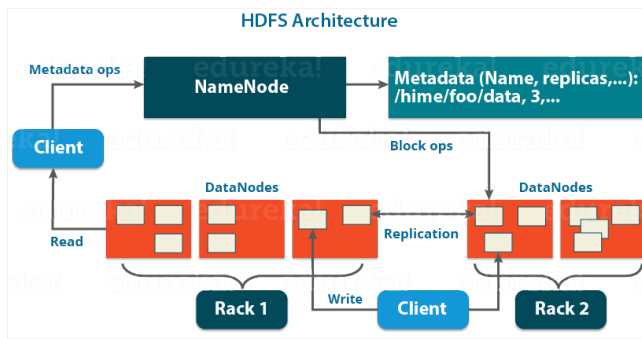 HDFS Architecture
Metadata ops
NameNode
Metadata (Name, replicas,...):
/hime/foo/data, 3,...
Client
Block ops
DataNodes
DataNodes
Read
Replication
Rack 1
Write
Client
Rack 2
edureka!